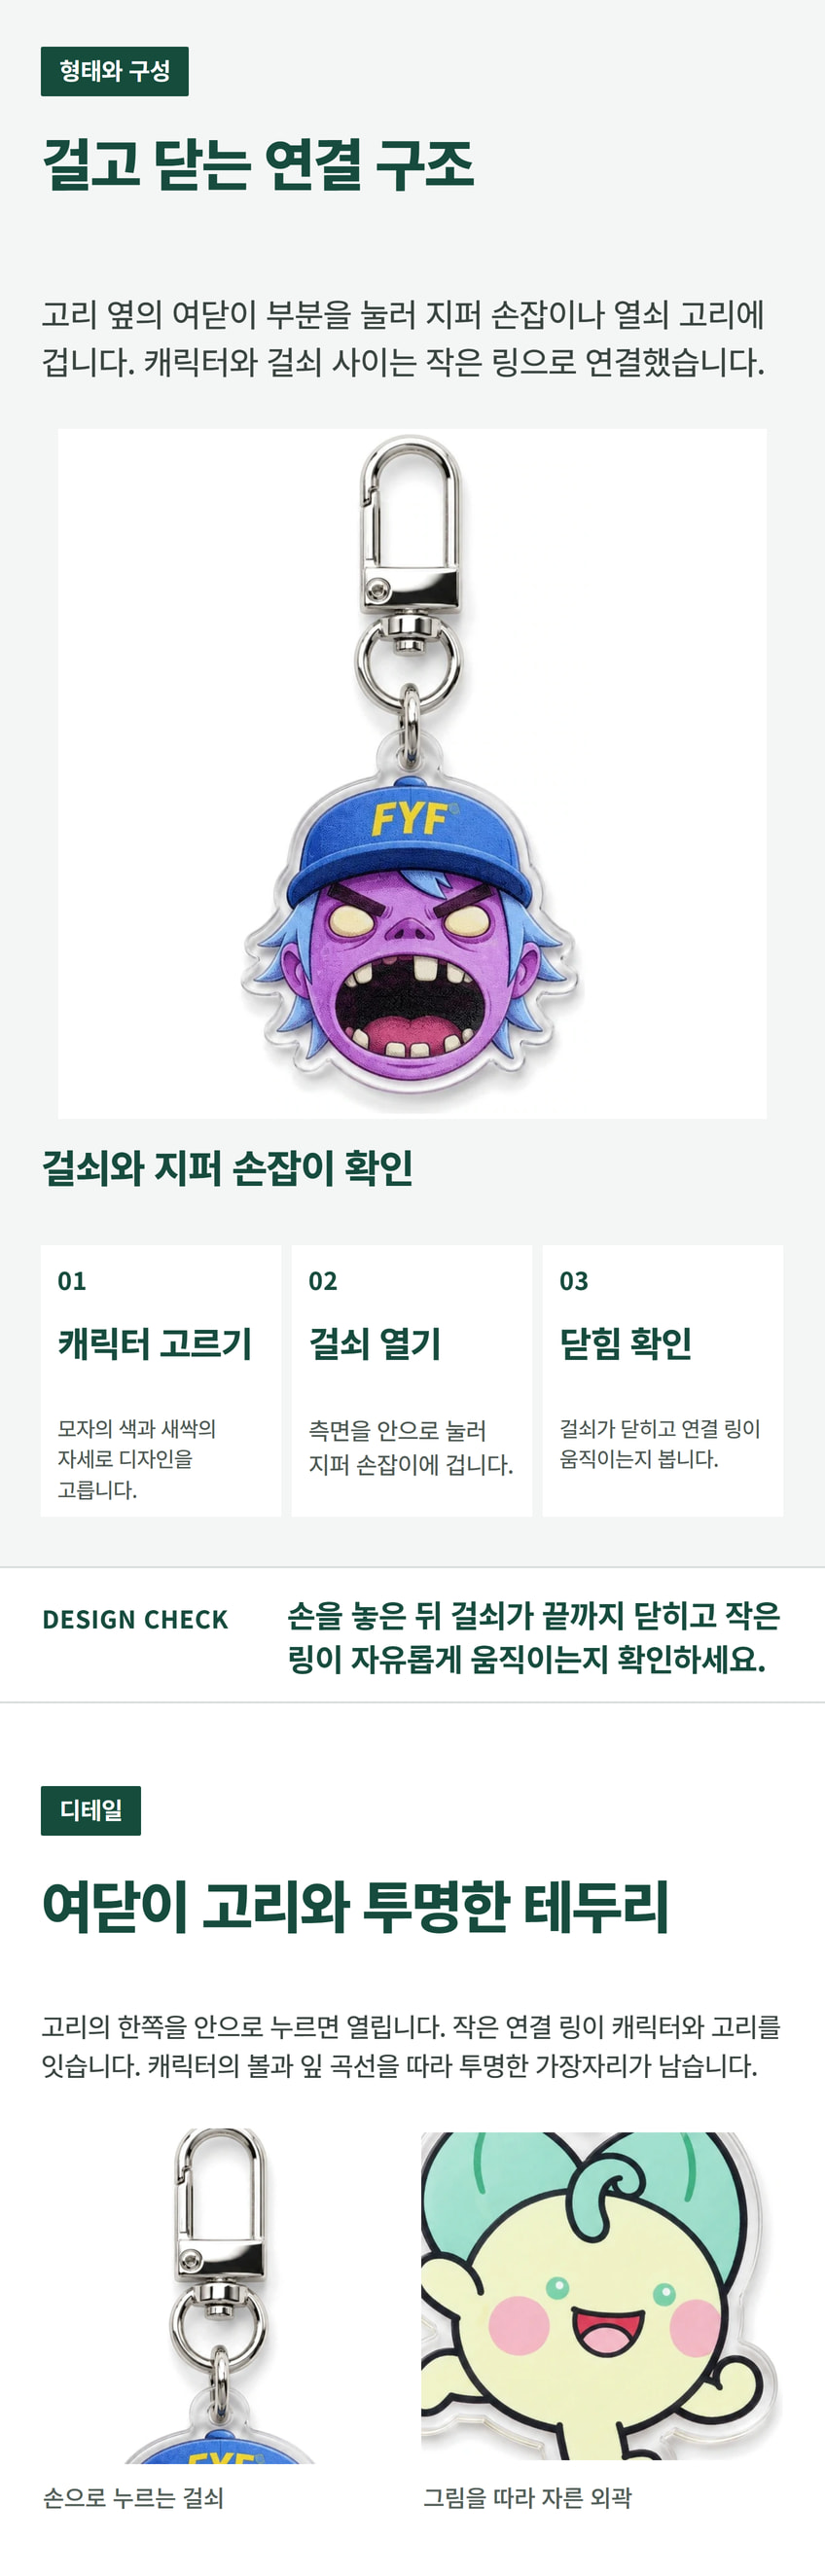 형태와 구성
걸고 닫는 연결 구조
고리 옆의 여닫이 부분을 눌러 지퍼 손잡이나 열쇠 고리에
겁니다. 캐릭터와 걸쇠 사이는 작은 링으로 연결했습니다.
FYF
걸쇠와 지퍼 손잡이 확인
01
캐릭터 고르기
모자의 색과 새싹의
자세로 디자인을
고릅니다.
02
걸쇠 열기
측면을 안으로 눌러
지퍼 손잡이에 겁니다.
03
닫힘 확인
걸쇠가 닫히고 연결 링이
움직이는지 봅니다.
DESIGN CHECK
손을 놓은 뒤 걸쇠가 끝까지 닫히고 작은
링이 자유롭게 움직이는지 확인하세요.
디테일
여닫이 고리와 투명한 테두리
고리의 한쪽을 안으로 누르면 열립니다. 작은 연결 링이 캐릭터와 고리를
잇습니다. 캐릭터의 볼과 잎 곡선을 따라 투명한 가장자리가 남습니다.
FYF
손으로 누르는 걸쇠
그림을 따라 자른 외곽